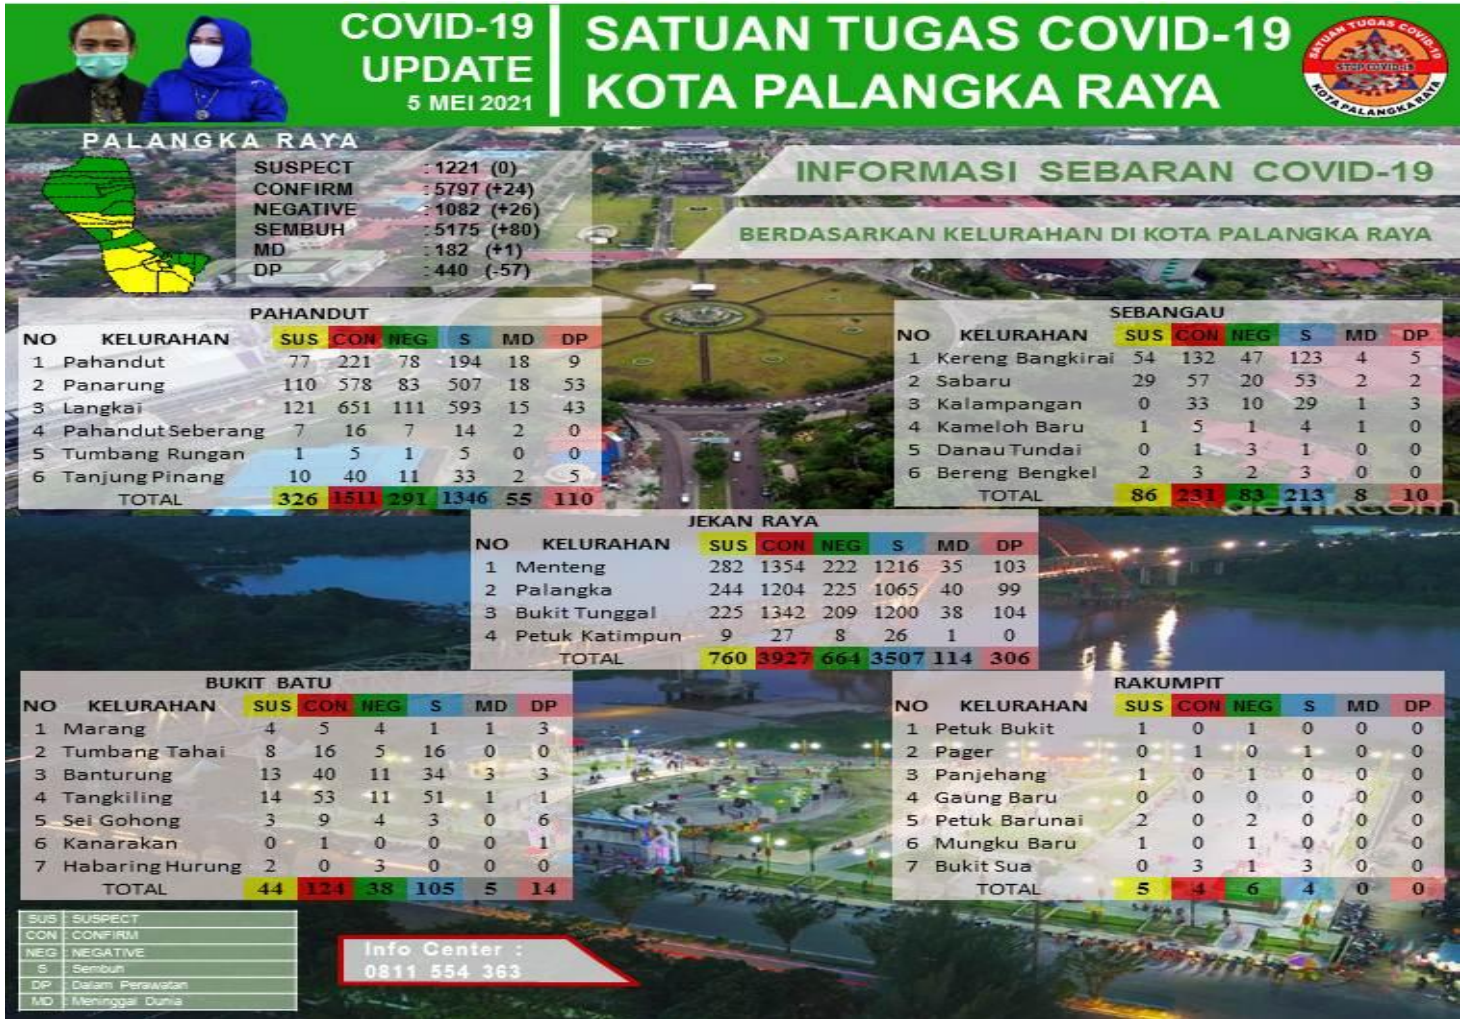 COVID-19
UPDATE
5 MEI 2021
SATUAN TUGAS COVID-19
KOTA PALANGKA RAYA
SATUAN TUGAS COVID-19
STOP COVID-19
KOTA PALANGKA RAYA
PALANGKA RAYA
SUSPECT : 1221 (0)
CONFIRM : 5797 (+24)
NEGATIVE : 1082 (+26)
SEMBUH : 5175 (+80)
MD : 182 (+1)
DP : 440 (-57)
INFORMASI SEBARAN COVID-19
BERDASARKAN KELURAHAN DI KOTA PALANGKA RAYA
PAHANDUT
NO KELURAHAN SUS CON NEG S MD DP
1 Pahandut 77 221 78 194 18 9
2 Panarung 110 578 83 507 18 53
3 Langkai 121 651 111 593 15 43
4 Pahandut Seberang 7 16 7 14 2 0
5 Tumbang Rungan 1 5 1 5 0 0
6 Tanjung Pinang 10 40 11 33 2 5
TOTAL 326 1511 291 1346 55 110
SEBANGAU
NO KELURAHAN SUS CON NEG S MD DP
1 Kereng Bangkirai 54 132 47 123 4 5
2 Sabaru 29 57 20 53 2 2
3 Kalampangan 0 33 10 29 1 3
4 Kameloh Baru 1 5 1 4 1 0
5 Danau Tundai 0 1 3 1 0 0
6 Bereng Bengkel 2 3 2 3 0 0
TOTAL 86 231 83 213 8 10
detikcom
JEKAN RAYA
NO KELURAHAN SUS CON NEG S MD DP
1 Menteng 282 1354 222 1216 35 103
2 Palangka 244 1204 225 1065 40 99
3 Bukit Tunggal 225 1342 209 1200 38 104
4 Petuk Katimpun 9 27 8 26 1 0
TOTAL 760 3927 664 3507 114 306
BUKIT BATU
NO KELURAHAN SUS CON NEG S MD DP
1 Marang 4 5 4 1 1 3
2 Tumbang Tahai 8 16 5 16 0 0
3 Banturung 13 40 11 34 3 3
4 Tangkiling 14 53 11 51 1 1
5 Sei Gohong 3 9 4 3 0 6
6 Kanarakan 0 1 0 0 0 1
7 Habaring Hurung 2 0 3 0 0 0
TOTAL 44 124 38 105 5 14
RAKUMPIT
NO KELURAHAN SUS CON NEG S MD DP
1 Petuk Bukit 1 0 1 0 0 0
2 Pager 0 1 0 1 0 0
3 Panjehang 1 0 1 0 0 0
4 Gaung Baru 0 0 0 0 0 0
5 Petuk Barunai 2 0 2 0 0 0
6 Mungku Baru 1 0 1 0 0 0
7 Bukit Sua 0 3 1 3 0 0
TOTAL 5 4 6 4 0 0
SUS : SUSPECT
CON : CONFIRM
NEG : NEGATIVE
S : Sembuh
DP : Dalam Perawatan
MD : Meninggal Dunia
Info Center :
0811 554 363